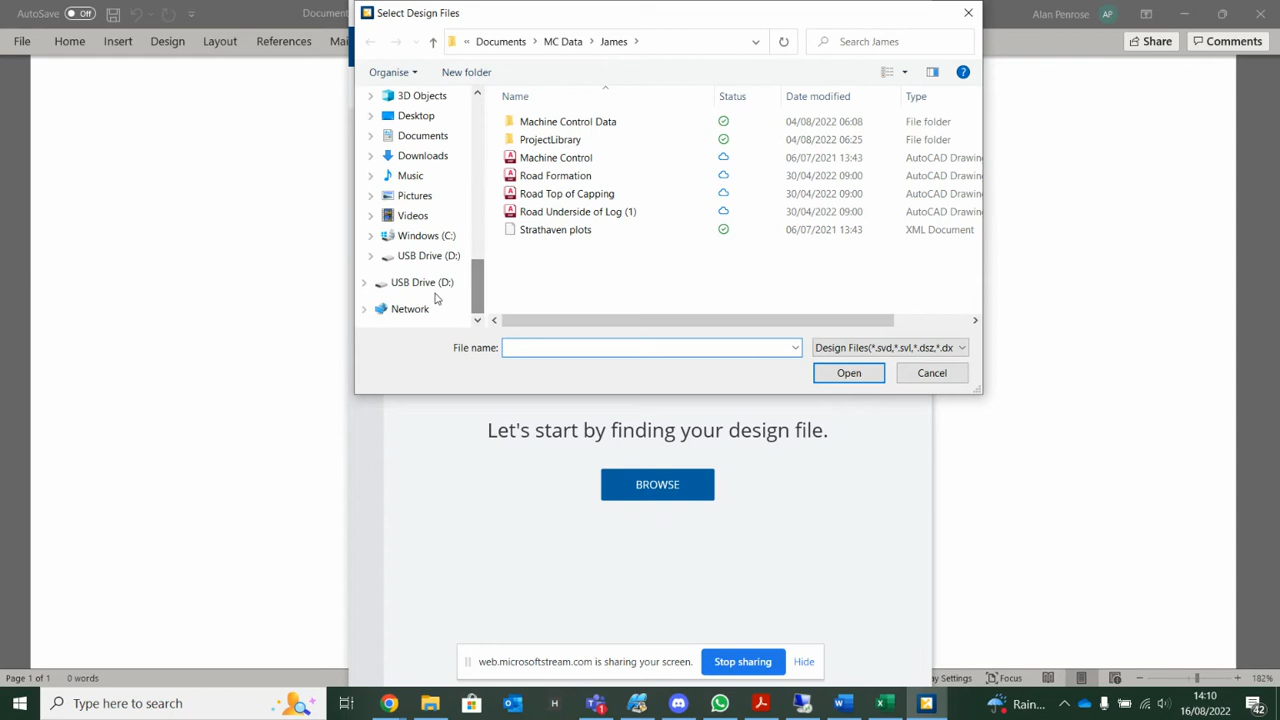 AutoSave Off Document Alan Penrose AP
Select Design Files
File Home Insert Design Layout References Mai Share Comments
« Documents > MC Data > James > Search James
Organise New folder
Name Status Date modified Type
3D Objects
Desktop
Documents
Downloads
Music
Pictures
Videos
Windows (C:)
USB Drive (D:)
USB Drive (D:)
Network
Machine Control Data 04/08/2022 06:08 File folder
ProjectLibrary 04/08/2022 06:25 File folder
Machine Control 06/07/2021 13:43 AutoCAD Drawin
Road Formation 30/04/2022 09:00 AutoCAD Drawin
Road Top of Capping 30/04/2022 09:00 AutoCAD Drawin
Road Underside of Log (1) 30/04/2022 09:00 AutoCAD Drawin
Strathaven plots 06/07/2021 13:43 XML Document
File name: Design Files(*.svd,*.svl,*.dsz,*.dx
Open Cancel
Let's start by finding your design file.
BROWSE
web.microsoftstream.com is sharing your screen. Stop sharing Hide
Page 1 of 1 0 words ay Settings Focus 182%
Type here to search Rain... 14:10
16/08/2022 42